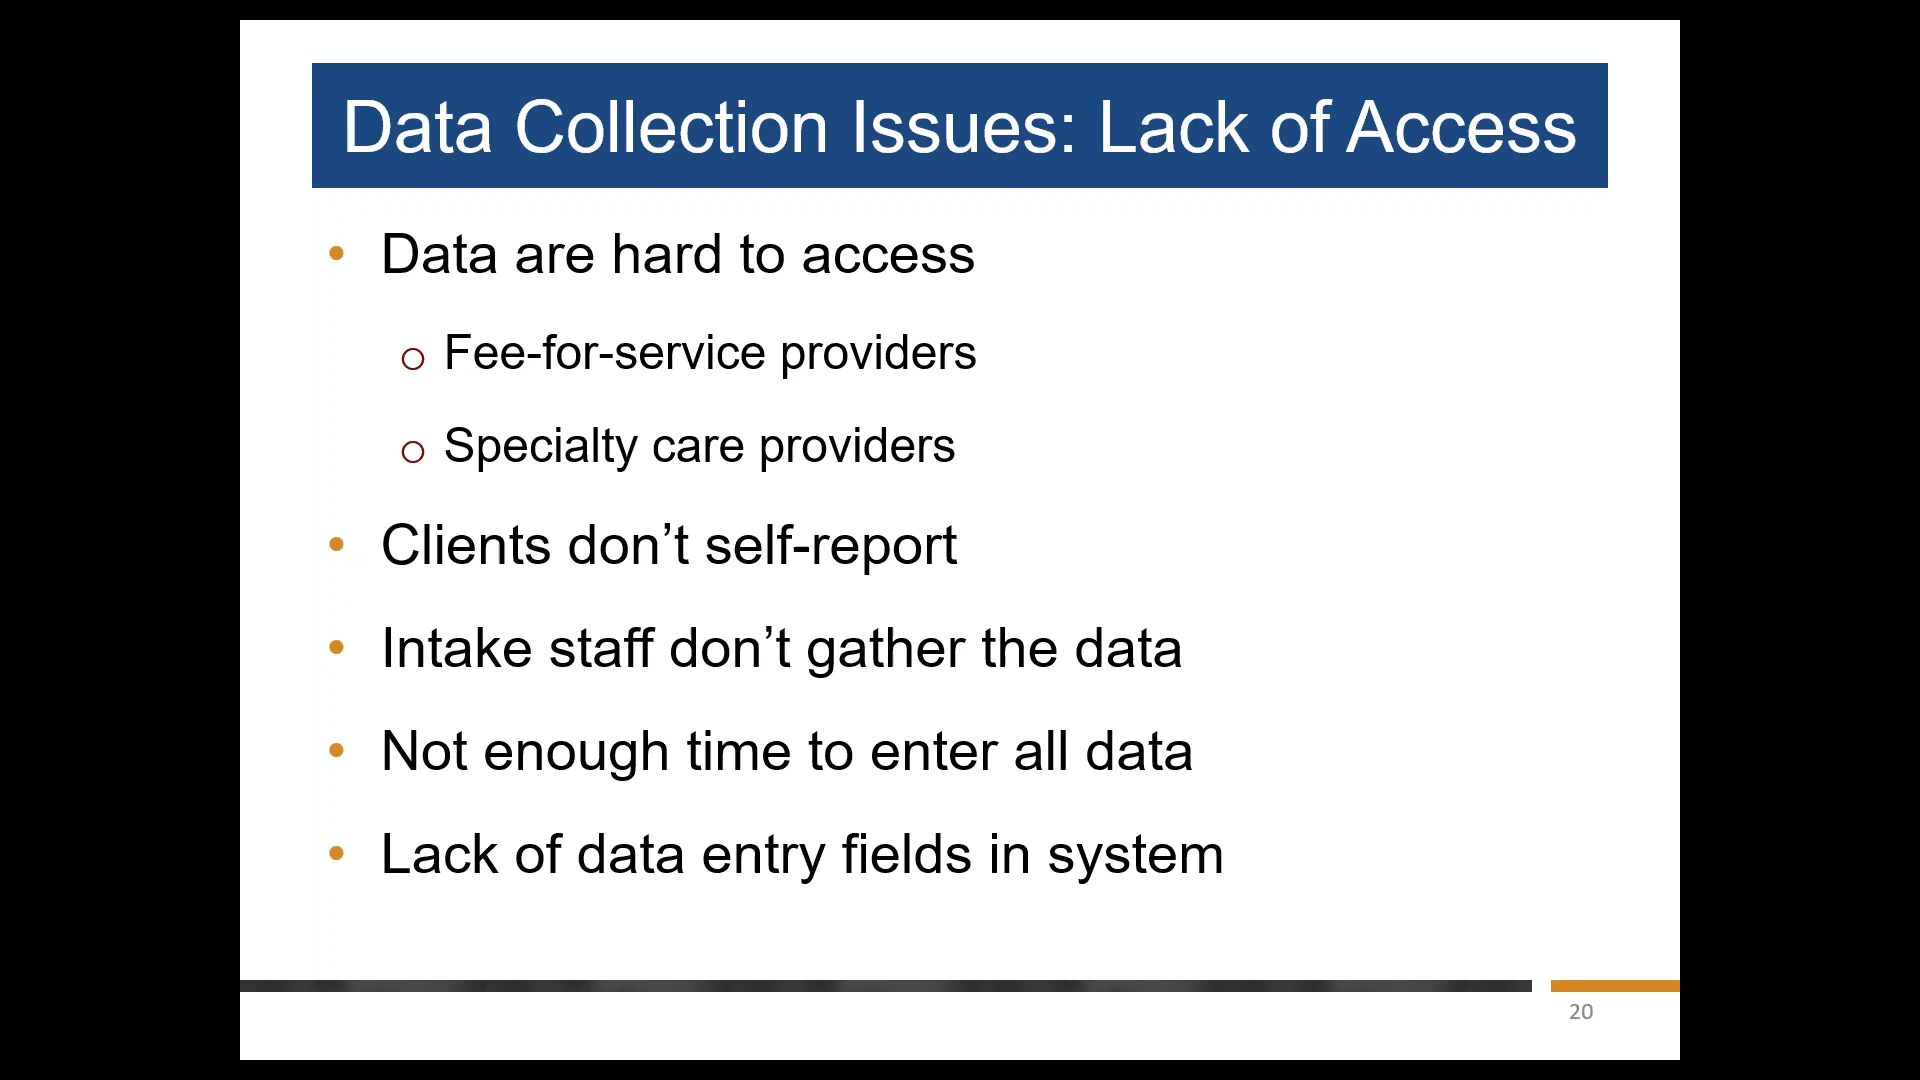 Data Collection Issues: Lack of Access
• Data are hard to access
o Fee-for-service providers
o Specialty care providers
• Clients don’t self-report
• Intake staff don’t gather the data
• Not enough time to enter all data
• Lack of data entry fields in system
20